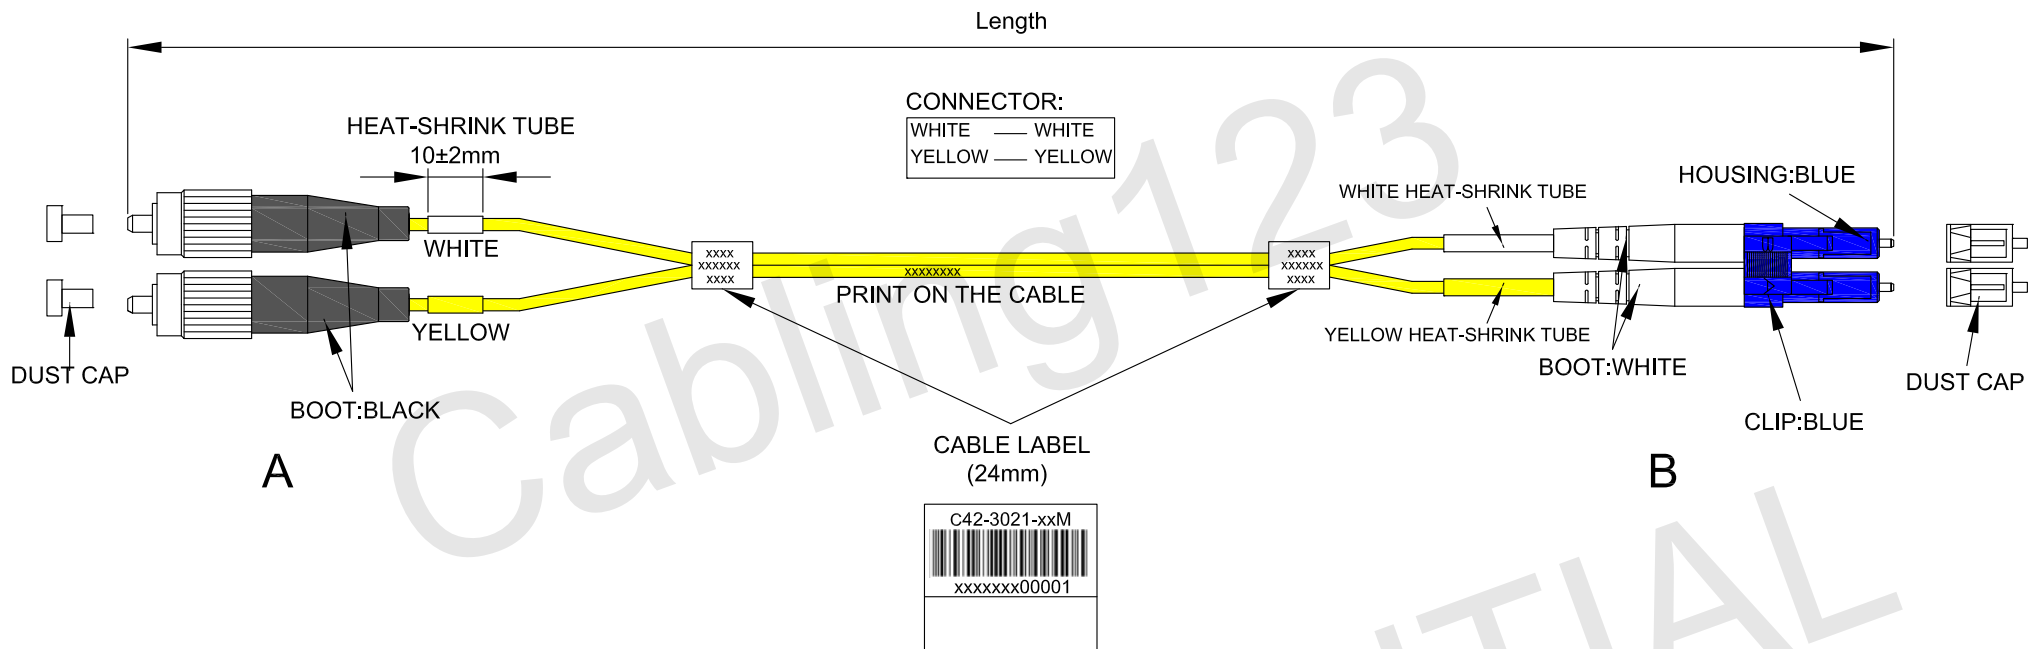 Length
CONNECTOR:
WHITE — WHITE
YELLOW — YELLOW
HEAT-SHRINK TUBE
10±2mm
WHITE
YELLOW
DUST CAP
BOOT:BLACK
A
xxxx
xxxxxx
xxxx
xxxxxxxx
PRINT ON THE CABLE
xxxx
xxxxxx
xxxx
WHITE HEAT-SHRINK TUBE
HOUSING:BLUE
YELLOW HEAT-SHRINK TUBE
BOOT:WHITE
DUST CAP
CLIP:BLUE
B
CABLE LABEL
(24mm)
C42-3021-xxM
xxxxxxx00001
Cabling123
NTIAL